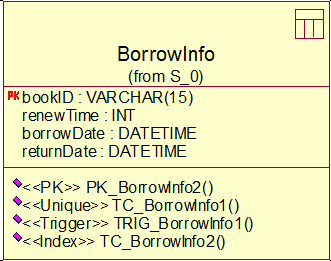 BorrowInfo
(from S_0)
PK bookID : VARCHAR(15)
renewTime : INT
borrowDate : DATETIME
returnDate : DATETIME
<<PK>> PK_BorrowInfo2()
<<Unique>> TC_BorrowInfo1()
<<Trigger>> TRIG_BorrowInfo1()
<<Index>> TC_BorrowInfo2()